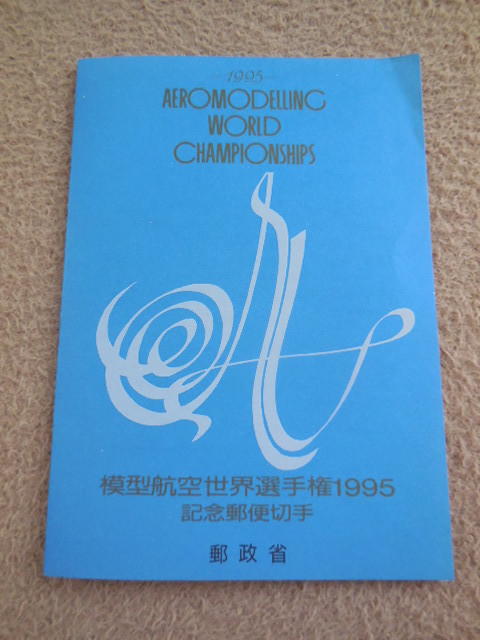 1995
AEROMODELLING
WORLD
CHAMPIONSHIPS
模型航空世界選手権1995
記念郵便切手
郵政省